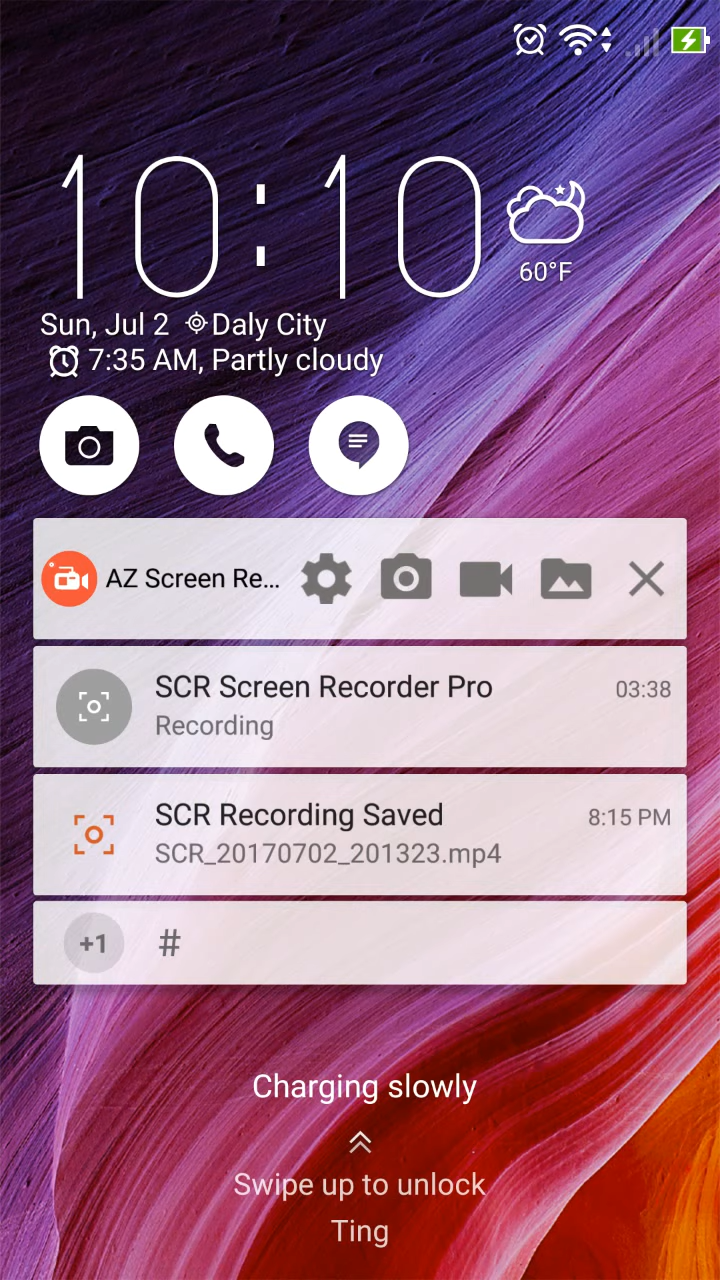 10:10
60°F
Sun, Jul 2 Daly City
7:35 AM, Partly cloudy
AZ Screen Re...
SCR Screen Recorder Pro 03:38
Recording
SCR Recording Saved 8:15 PM
SCR_20170702_201323.mp4
+1 #
Charging slowly
Swipe up to unlock
Ting